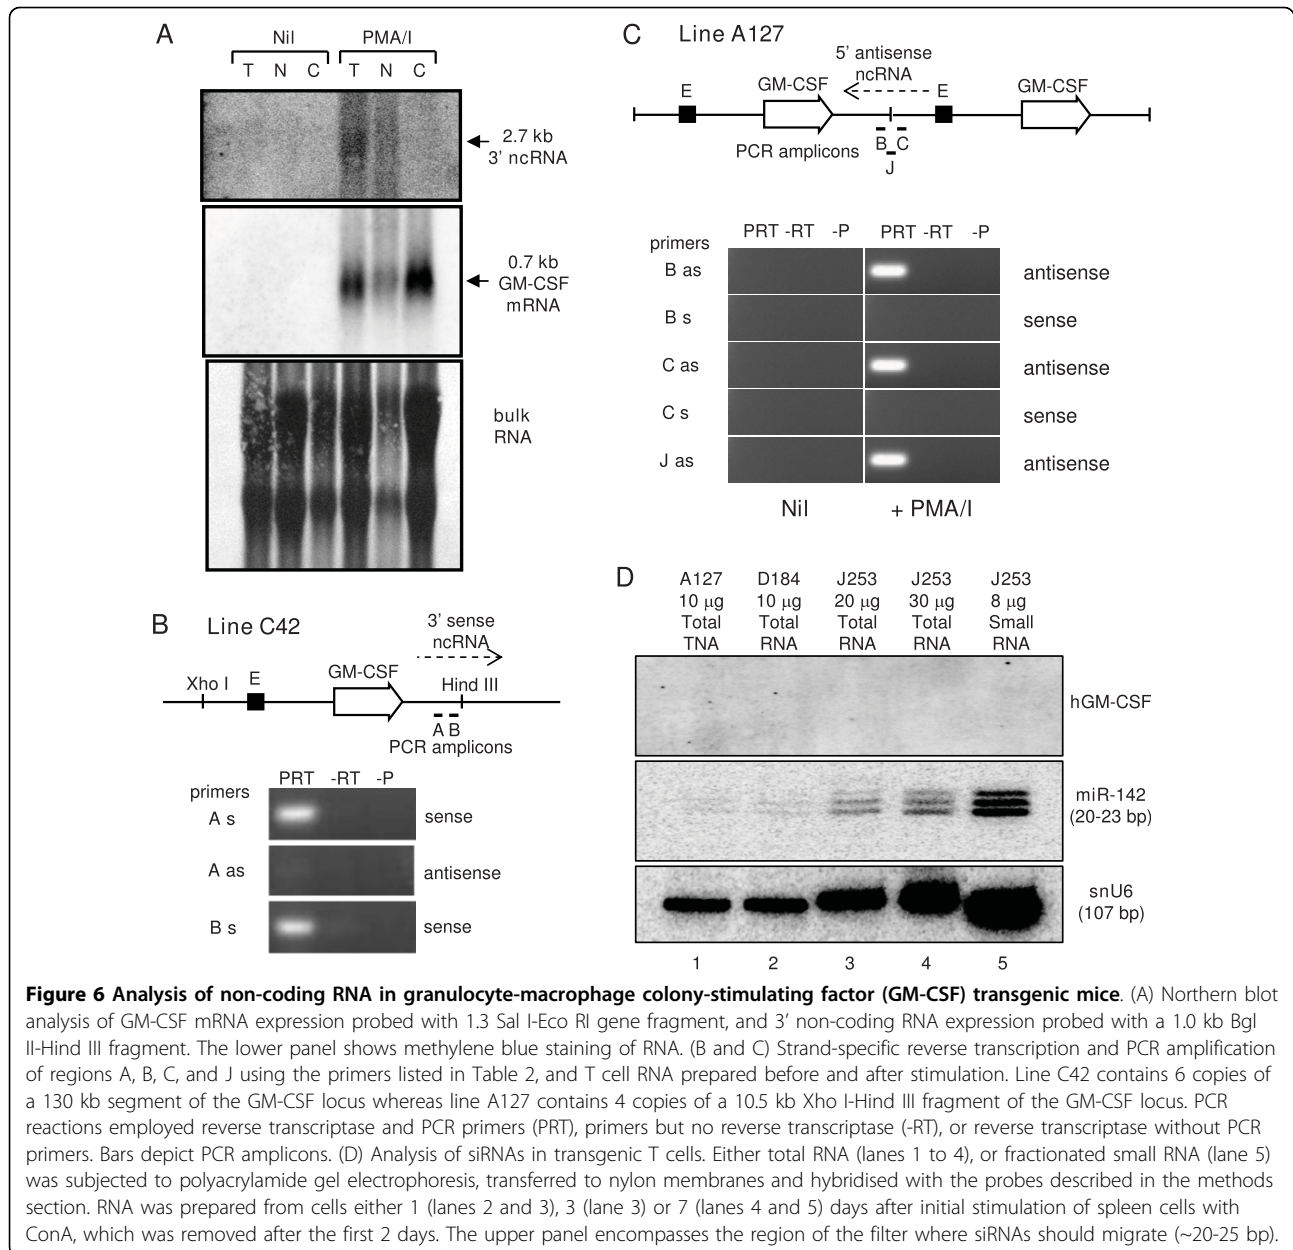 A
Nil PMA/I
T N C T N C
2.7 kb
3’ ncRNA
0.7 kb
GM-CSF
mRNA
bulk
RNA
B Line C42
3’ sense
ncRNA
Xho I E GM-CSF Hind III
A B
PCR amplicons
PRT -RT -P
primers
A s sense
A as antisense
B s sense
C Line A127
5’ antisense
ncRNA
E GM-CSF E GM-CSF
PCR amplicons B C
J
PRT -RT -P PRT -RT -P
primers
B as antisense
B s sense
C as antisense
C s sense
J as antisense
Nil + PMA/I
D
A127 D184 J253 J253 J253
10 µg 10 µg 20 µg 30 µg 8 µg
Total Total Total Total Small
TNA RNA RNA RNA RNA
hGM-CSF
miR-142
(20-23 bp)
snU6
(107 bp)
1 2 3 4 5
Figure 6 Analysis of non-coding RNA in granulocyte-macrophage colony-stimulating factor (GM-CSF) transgenic mice. (A) Northern blot
analysis of GM-CSF mRNA expression probed with 1.3 Sal I-Eco RI gene fragment, and 3’ non-coding RNA expression probed with a 1.0 kb Bgl
II-Hind III fragment. The lower panel shows methylene blue staining of RNA. (B and C) Strand-specific reverse transcription and PCR amplification
of regions A, B, C, and J using the primers listed in Table 2, and T cell RNA prepared before and after stimulation. Line C42 contains 6 copies of
a 130 kb segment of the GM-CSF locus whereas line A127 contains 4 copies of a 10.5 kb Xho I-Hind III fragment of the GM-CSF locus. PCR
reactions employed reverse transcriptase and PCR primers (PRT), primers but no reverse transcriptase (-RT), or reverse transcriptase without PCR
primers. Bars depict PCR amplicons. (D) Analysis of siRNAs in transgenic T cells. Either total RNA (lanes 1 to 4), or fractionated small RNA (lane 5)
was subjected to polyacrylamide gel electrophoresis, transferred to nylon membranes and hybridised with the probes described in the methods
section. RNA was prepared from cells either 1 (lanes 2 and 3), 3 (lane 3) or 7 (lanes 4 and 5) days after initial stimulation of spleen cells with
ConA, which was removed after the first 2 days. The upper panel encompasses the region of the filter where siRNAs should migrate (~20-25 bp).